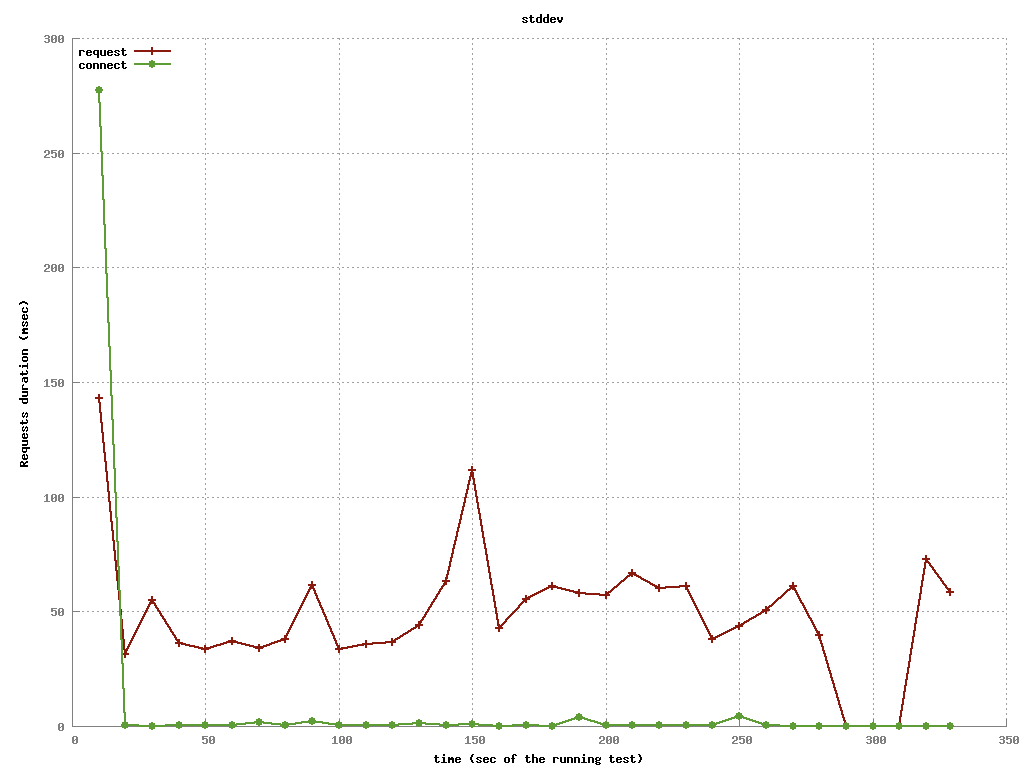 stddev
300
request
connect
250
200
150
100
50
0
0 50 100 150 200 250 300 350
Requests duration (msec)
time (sec of the running test)